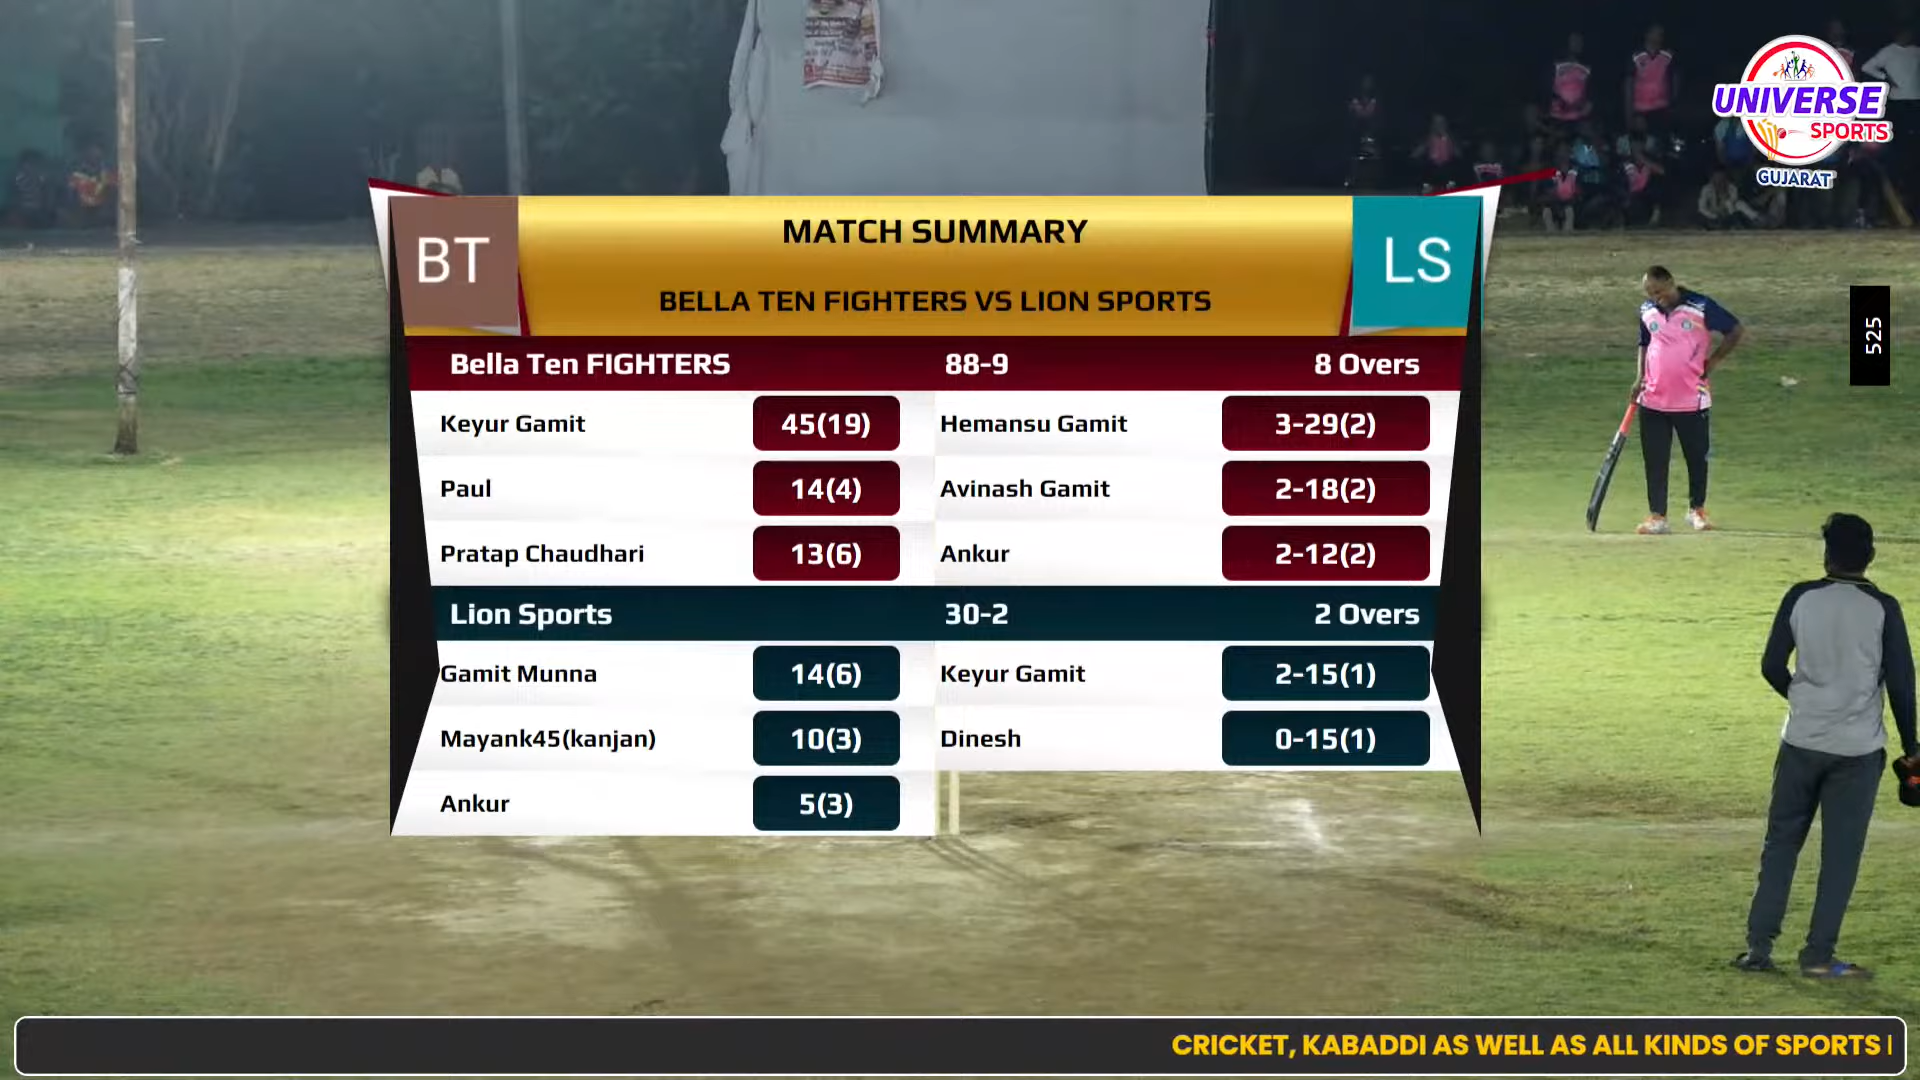 UNIVERSE
SPORTS
GUJARAT
BT
MATCH SUMMARY
LS
BELLA TEN FIGHTERS VS LION SPORTS
525
Bella Ten FIGHTERS 88-9 8 Overs
Keyur Gamit 45(19) Hemansu Gamit 3-29(2)
Paul 14(4) Avinash Gamit 2-18(2)
Pratap Chaudhari 13(6) Ankur 2-12(2)
Lion Sports 30-2 2 Overs
Gamit Munna 14(6) Keyur Gamit 2-15(1)
Mayank45(kanjan) 10(3) Dinesh 0-15(1)
Ankur 5(3)
CRICKET, KABADDI AS WELL AS ALL KINDS OF SPORTS